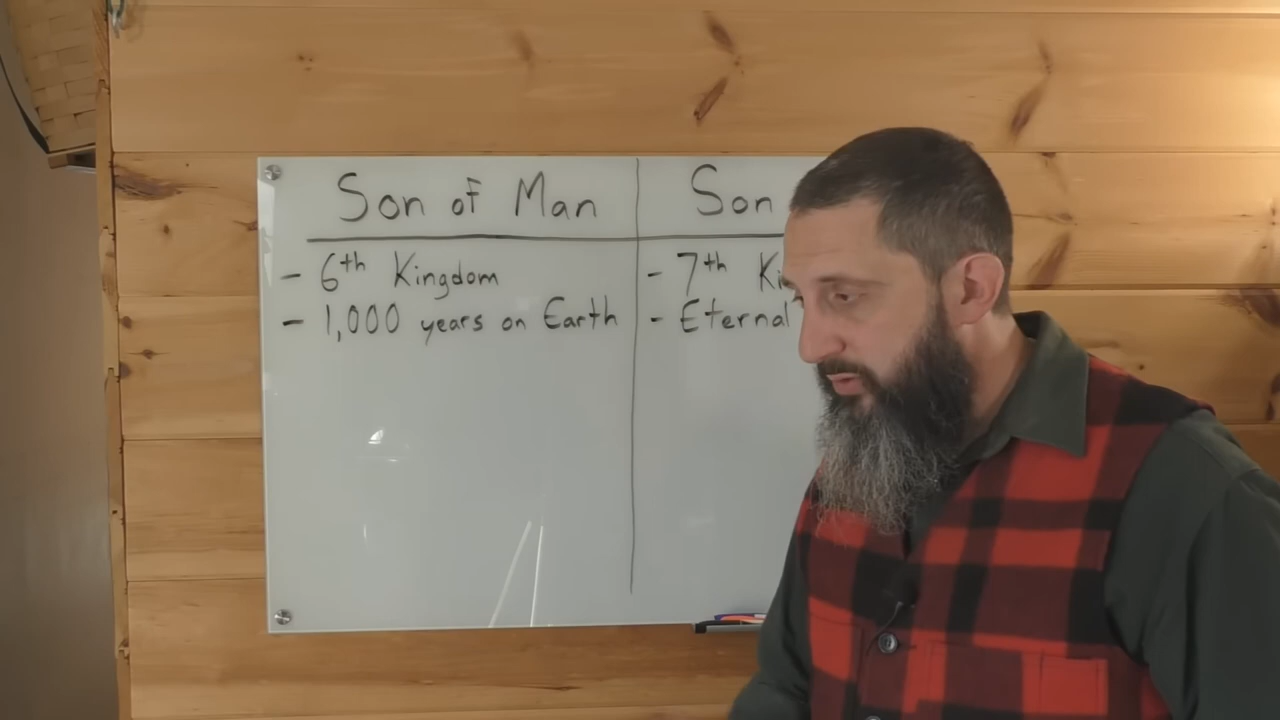 Son of Man
Son
- 6th Kingdom
- 7th
- 1,000 years on Earth
- Eternal